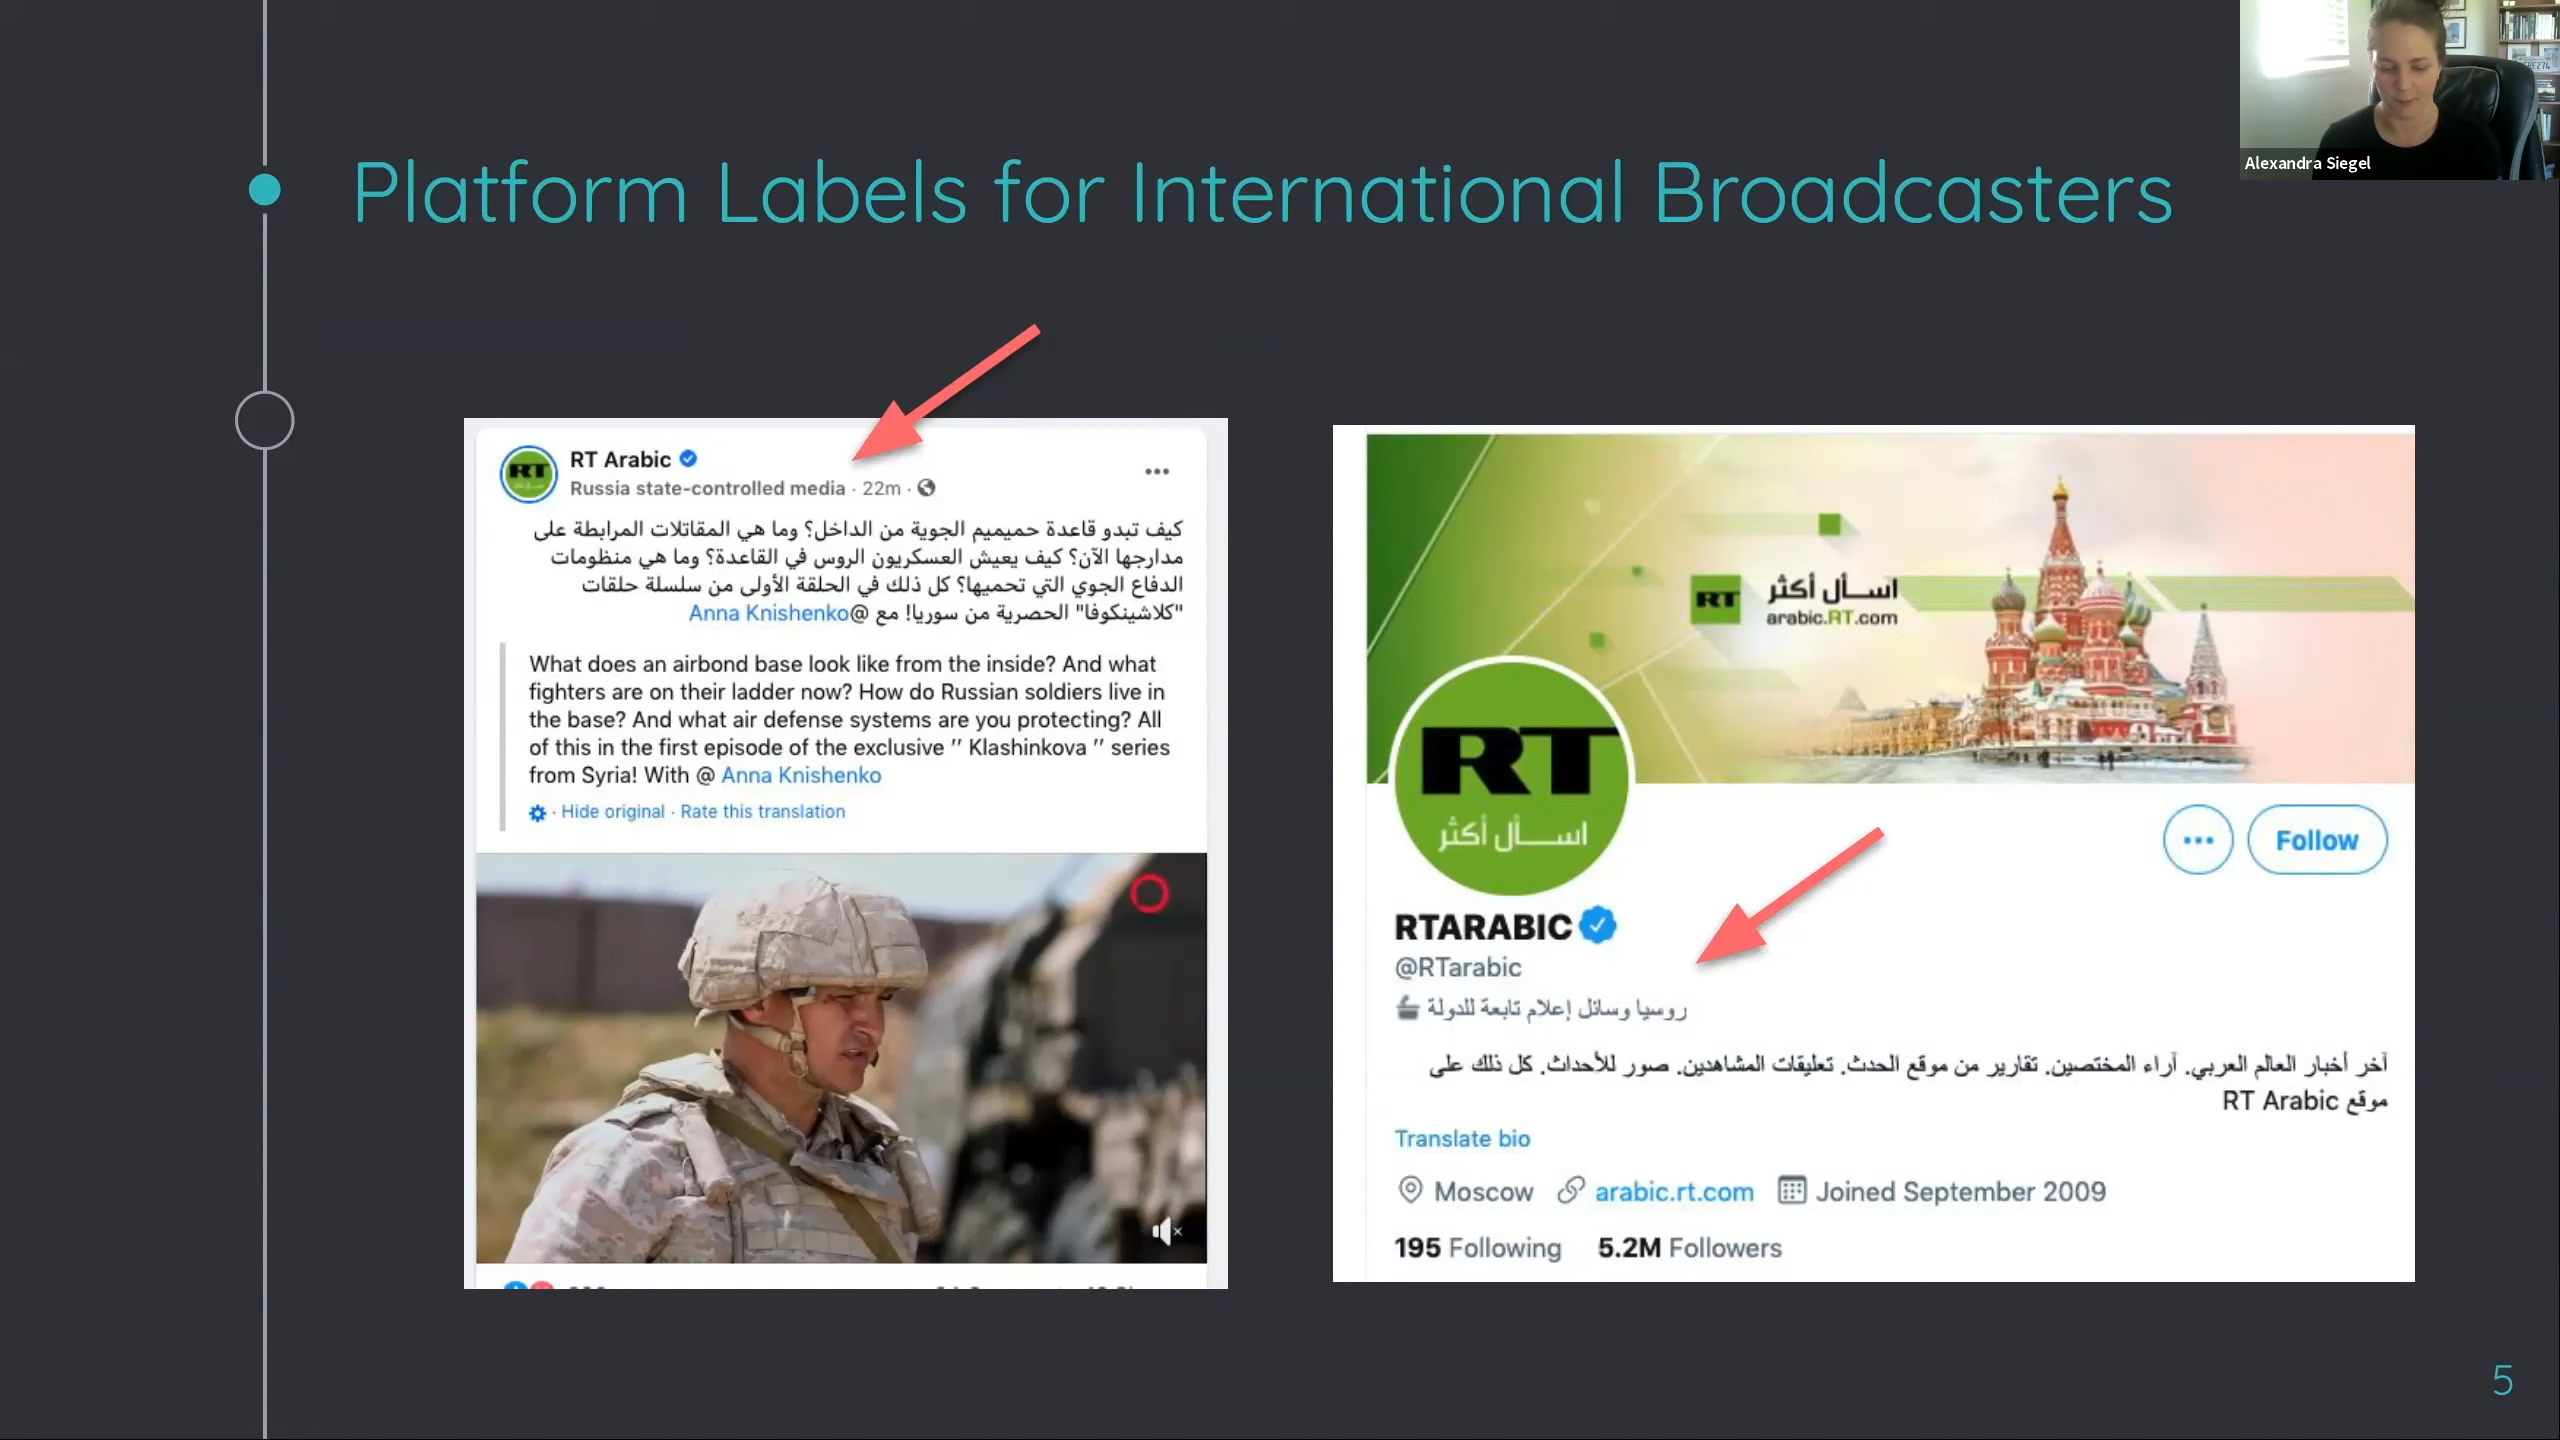 Platform Labels for International Broadcasters
Alexandra Siegel
RT Arabic
Russia state-controlled media · 22m ·
كيف تبدو قاعدة حميميم الجوية من الداخل؟ وما هي المقاتلات المرابطة على
مدارجها الآن؟ كيف يعيش العسكريون الروس في القاعدة؟ وما هي منظومات
الدفاع الجوي التي تحميها؟ كل ذلك في الحلقة الأولى من سلسلة حلقات
"كلاشينكوفا" الحصرية من سوريا! مع @Anna Knishenko
What does an airbond base look like from the inside? And what
fighters are on their ladder now? How do Russian soldiers live in
the base? And what air defense systems are you protecting? All
of this in the first episode of the exclusive " Klashinkova " series
from Syria! With @ Anna Knishenko
· Hide original · Rate this translation
RT
اسأل أكثر
arabic.RT.com
RT
اسأل أكثر
Follow
RTARABIC
@RTarabic
روسيا وسائل إعلام تابعة للدولة
آخر أخبار العالم العربي. آراء المختصين. تقارير من موقع الحدث. تعليقات المشاهدين. صور للأحداث. كل ذلك على
موقع RT Arabic
Translate bio
Moscow arabic.rt.com Joined September 2009
195 Following 5.2M Followers
5